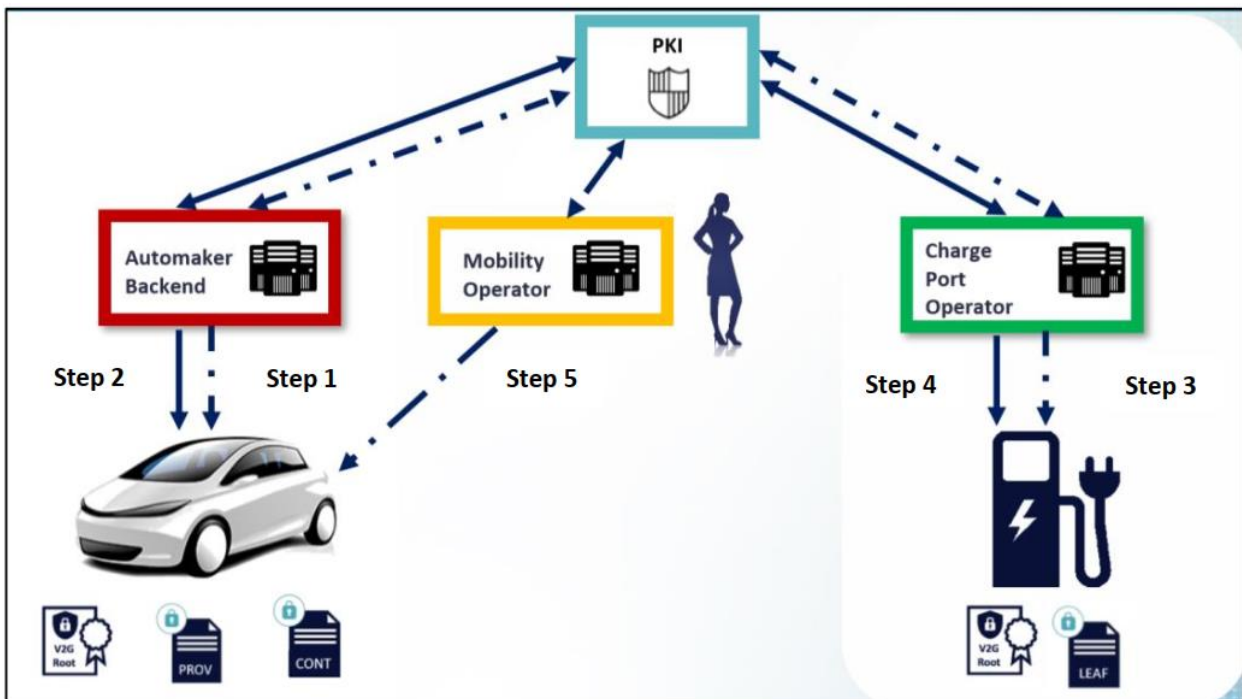 PKI
Automaker
Backend
Mobility
Operator
Charge
Port
Operator
Step 2
Step 1
Step 5
Step 4
Step 3
V2G
Root
PROV
CONT
V2G
Root
LEAF